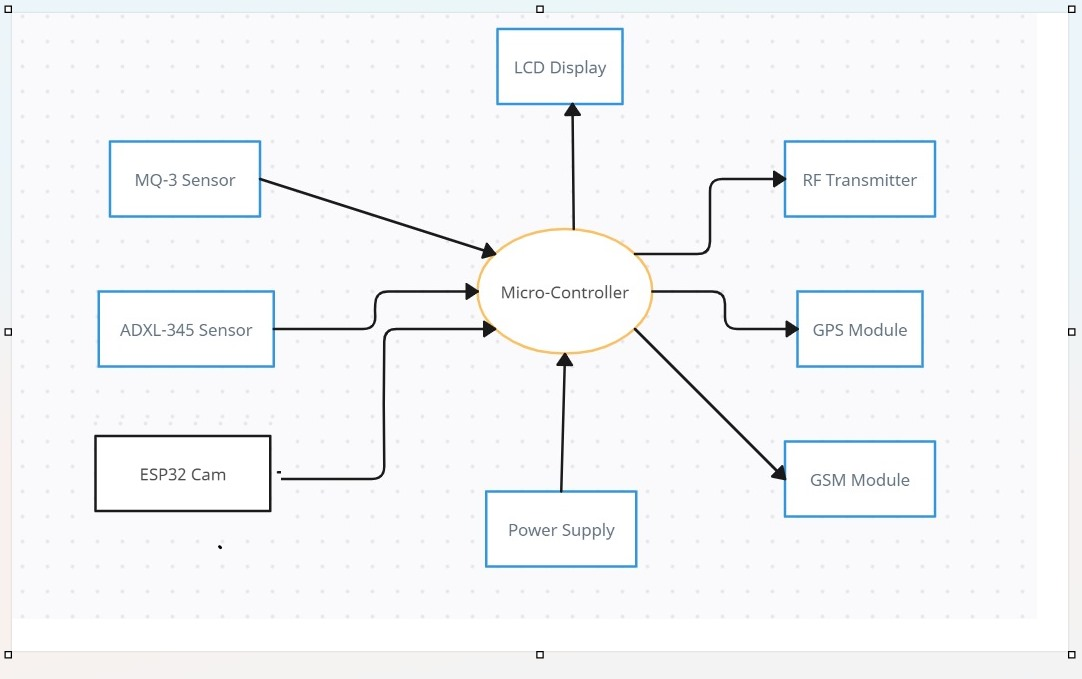 LCD Display
MQ-3 Sensor
RF Transmitter
Micro-Controller
ADXL-345 Sensor
GPS Module
ESP32 Cam
GSM Module
Power Supply